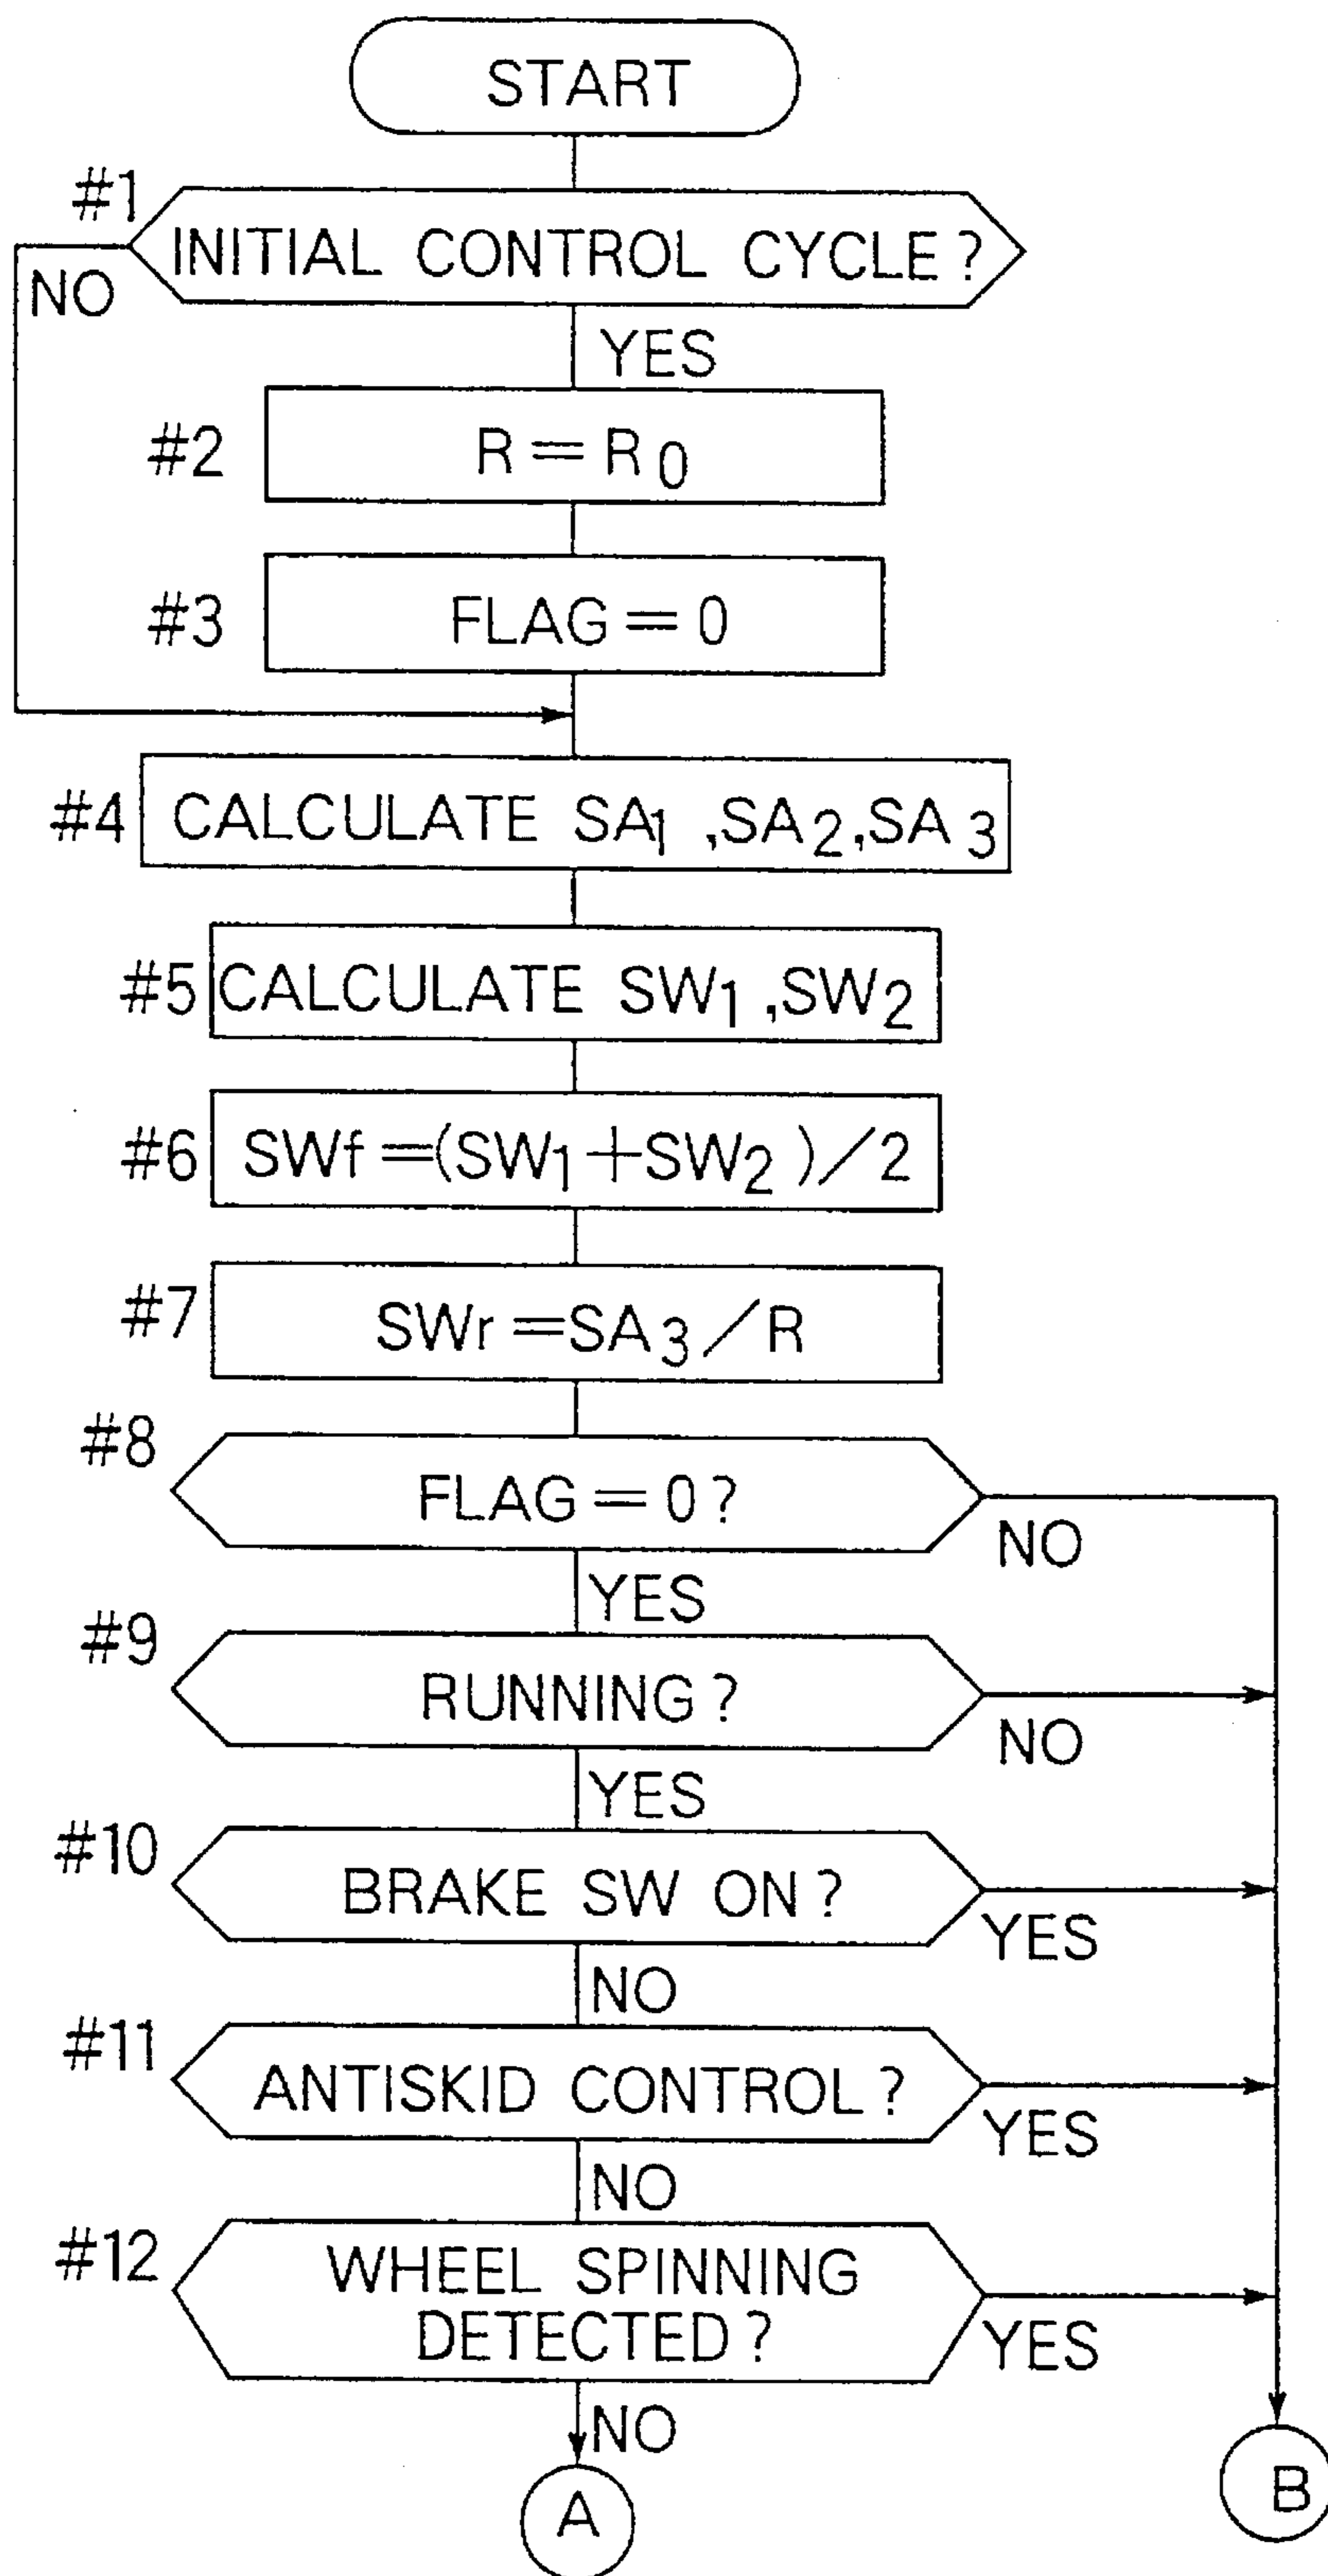 START
#1
INITIAL CONTROL CYCLE?
NO
YES
#2
R=R0
#3
FLAG=0
#4
CALCULATE SA1,SA2,SA3
#5
CALCULATE SW1,SW2
#6
SWf=(SW1+SW2)/2
#7
SWr=SA3/R
#8
FLAG=0?
NO
YES
#9
RUNNING?
NO
YES
#10
BRAKE SW ON?
YES
NO
#11
ANTISKID CONTROL?
YES
NO
#12
WHEEL SPINNING
DETECTED?
YES
NO
A
B